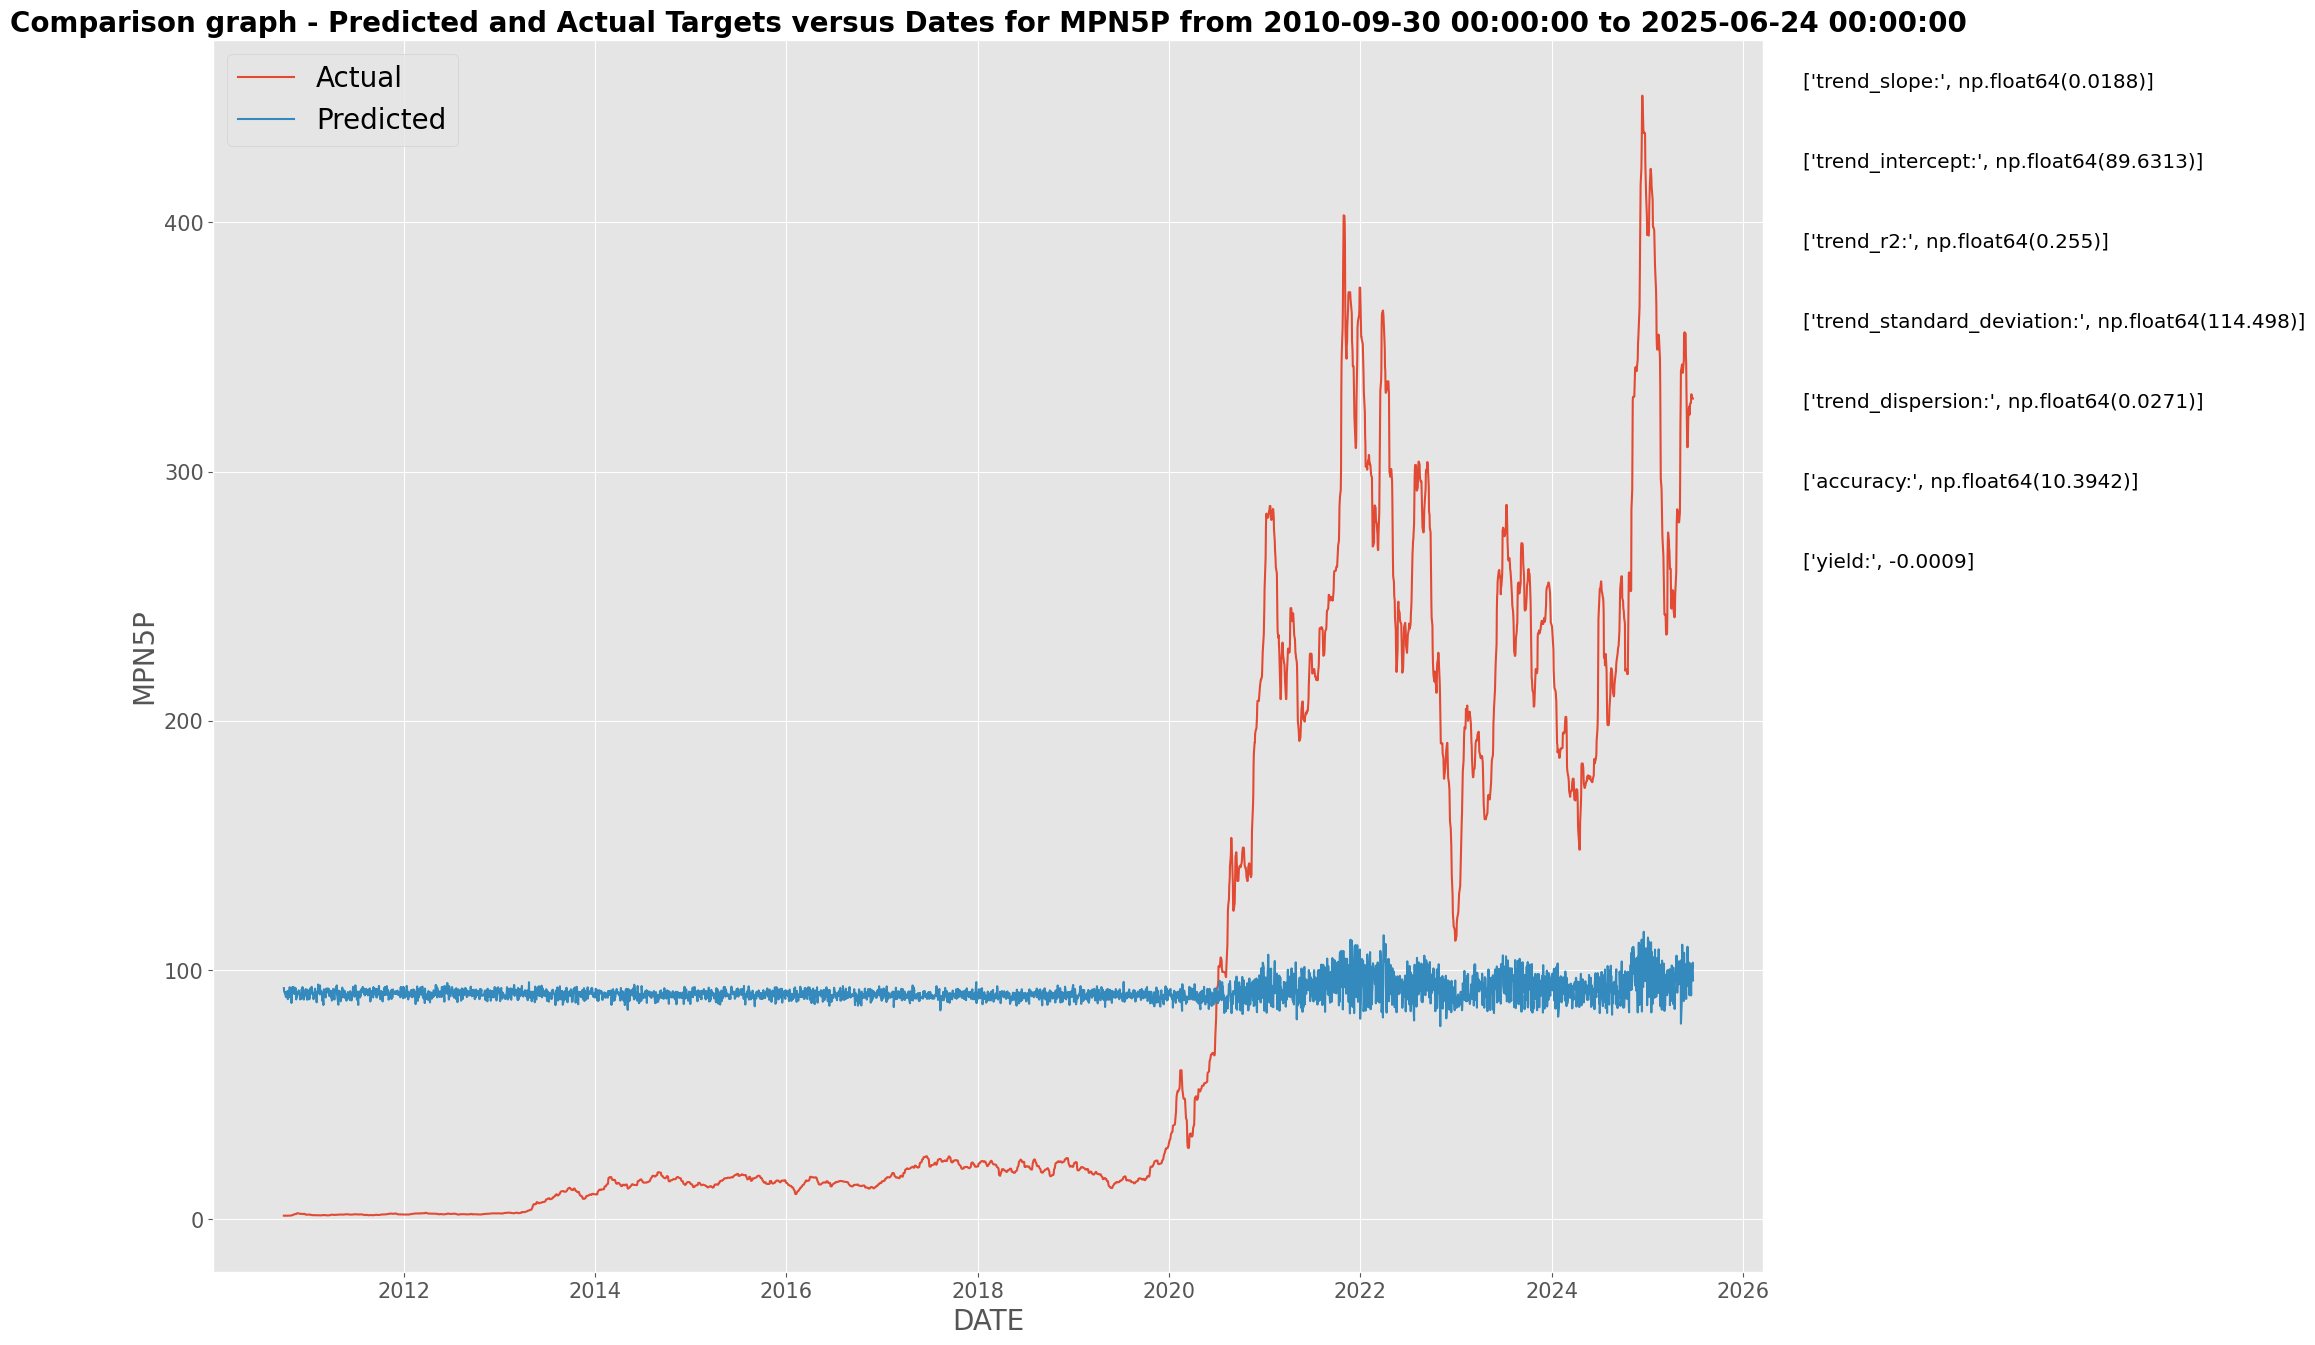 Comparison graph - Predicted and Actual Targets versus Dates for MPN5P from 2010-09-30 00:00:00 to 2025-06-24 00:00:00
Actual
Predicted
['trend_slope:', np.float64(0.0188)]
['trend_intercept:', np.float64(89.6313)]
['trend_r2:', np.float64(0.255)]
['trend_standard_deviation:', np.float64(114.498)]
['trend_dispersion:', np.float64(0.0271)]
['accuracy:', np.float64(10.3942)]
['yield:', -0.0009]
MPN5P
400
300
200
100
0
2012 2014 2016 2018 2020 2022 2024 2026
DATE